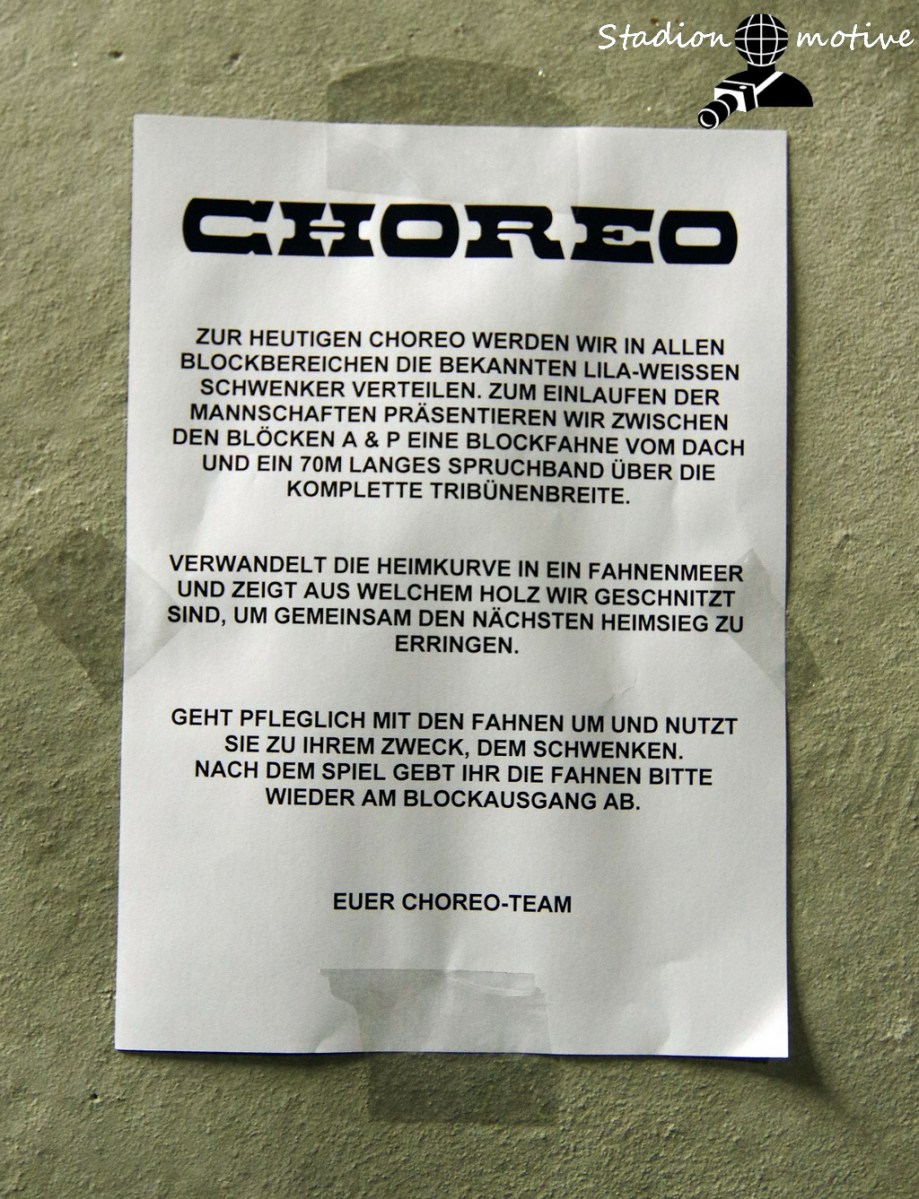 Stadion motive
CHOREO
ZUR HEUTIGEN CHOREO WERDEN WIR IN ALLEN
BLOCKBEREICHEN DIE BEKANNTEN LILA-WEISSEN
SCHWENKER VERTEILEN. ZUM EINLAUFEN DER
MANNSCHAFTEN PRÄSENTIEREN WIR ZWISCHEN
DEN BLÖCKEN A & P EINE BLOCKFAHNE VOM DACH
UND EIN 70M LANGES SPRUCHBAND ÜBER DIE
KOMPLETTE TRIBÜNENBREITE.
VERWANDELT DIE HEIMKURVE IN EIN FAHNENMEER
UND ZEIGT AUS WELCHEM HOLZ WIR GESCHNITZT
SIND, UM GEMEINSAM DEN NÄCHSTEN HEIMSIEG ZU
ERRINGEN.
GEHT PFLEGLICH MIT DEN FAHNEN UM UND NUTZT
SIE ZU IHREM ZWECK, DEM SCHWENKEN.
NACH DEM SPIEL GEBT IHR DIE FAHNEN BITTE
WIEDER AM BLOCKAUSGANG AB.
EUER CHOREO-TEAM